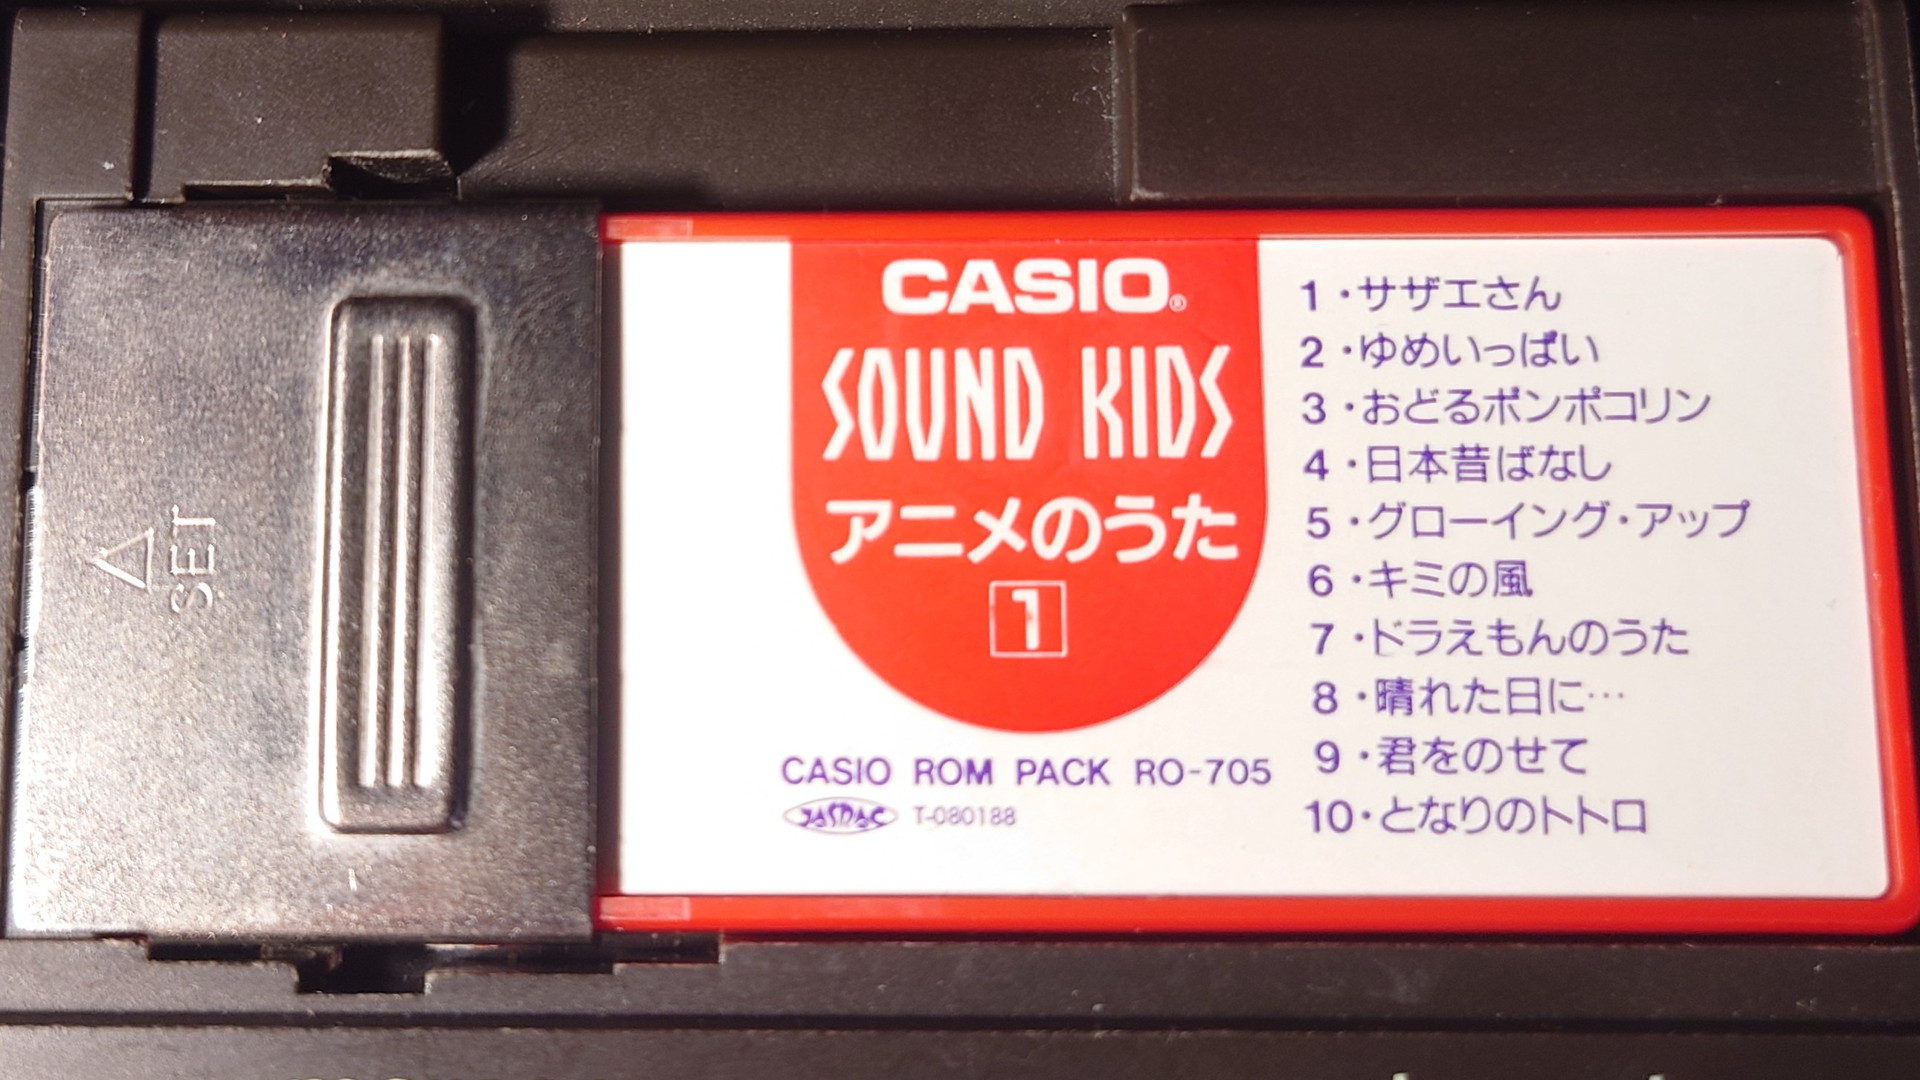 △
SET
CASIO®
SOUND KIDS
アニメのうた
1
CASIO ROM PACK RO-705
JASRAC T-080188
1・サザエさん
2・ゆめいっぱい
3・おどるポンポコリン
4・日本昔ばなし
5・グローイング・アップ
6・キミの風
7・ドラえもんのうた
8・晴れた日に…
9・君をのせて
10・となりのトトロ